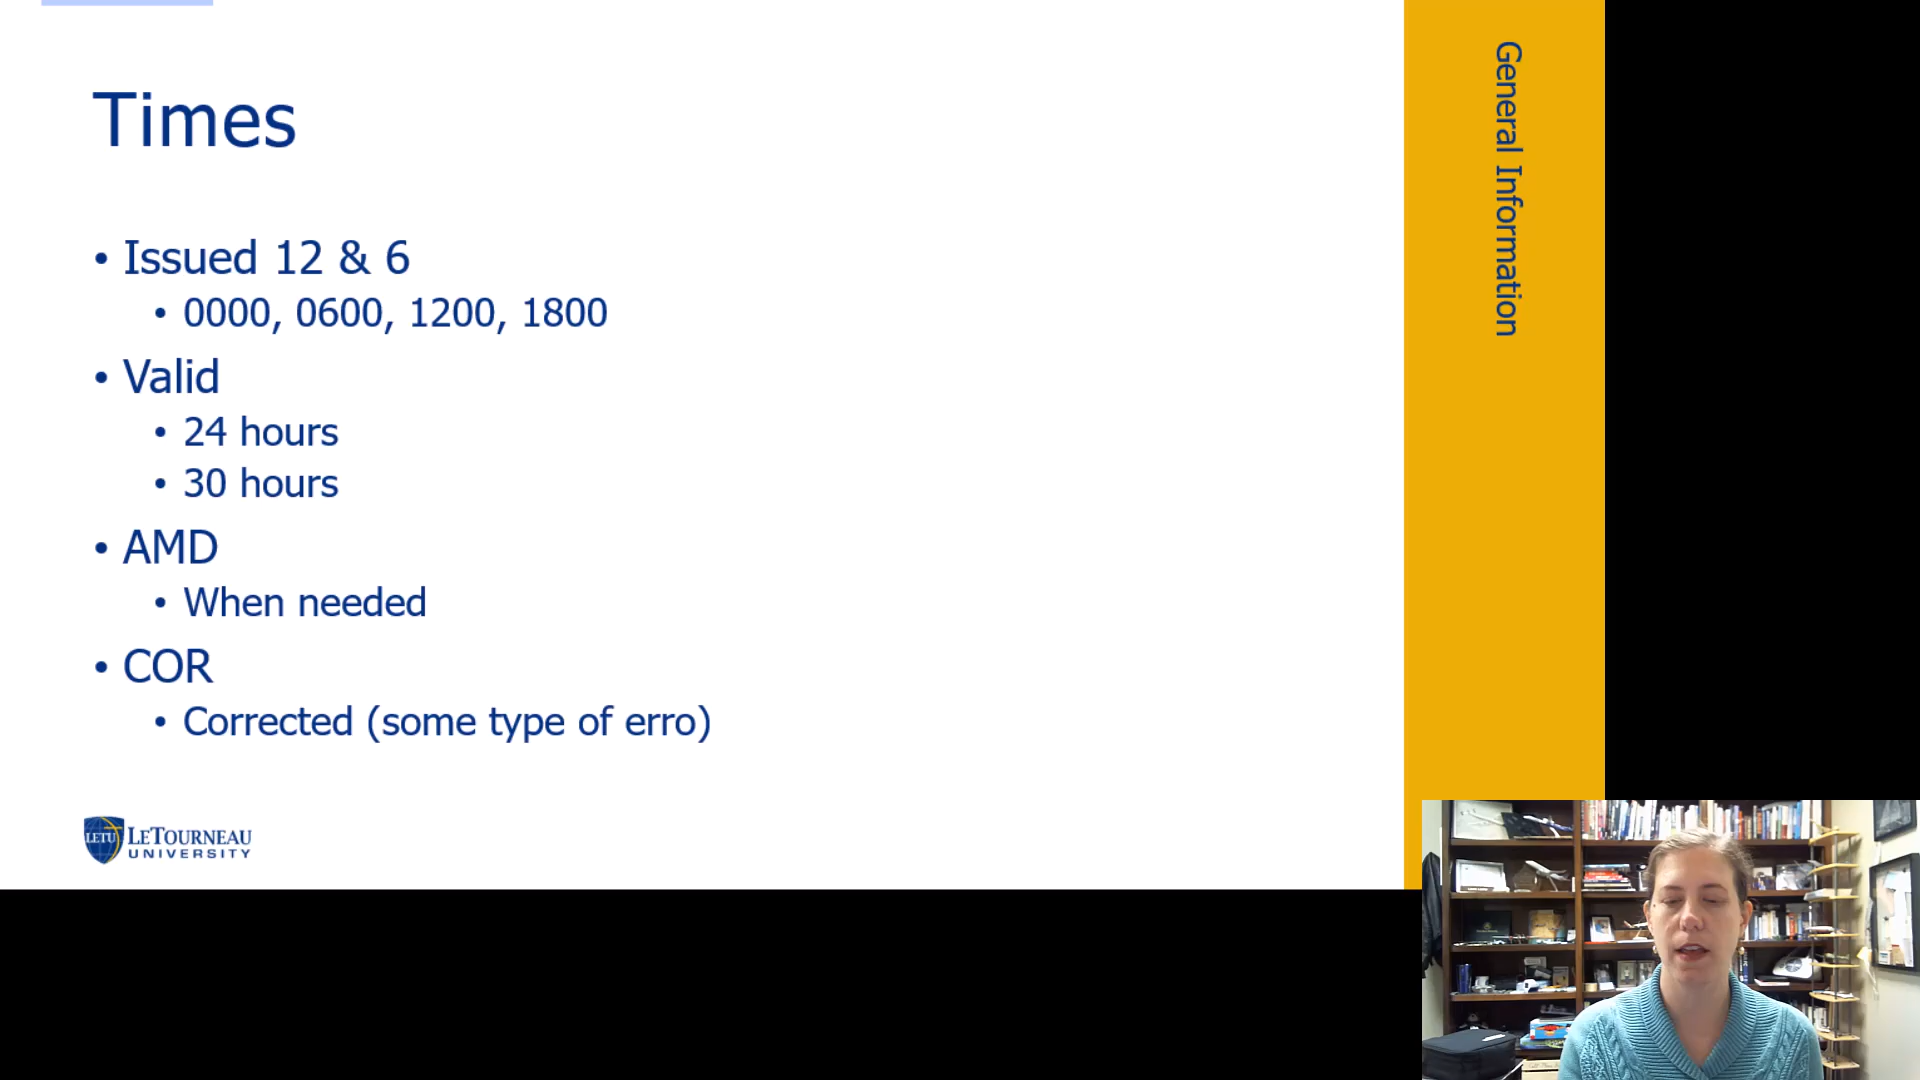 Times
General Information
• Issued 12 & 6
• 0000, 0600, 1200, 1800
• Valid
• 24 hours
• 30 hours
• AMD
• When needed
• COR
• Corrected (some type of erro)
LETU
LETOURNEAU
UNIVERSITY